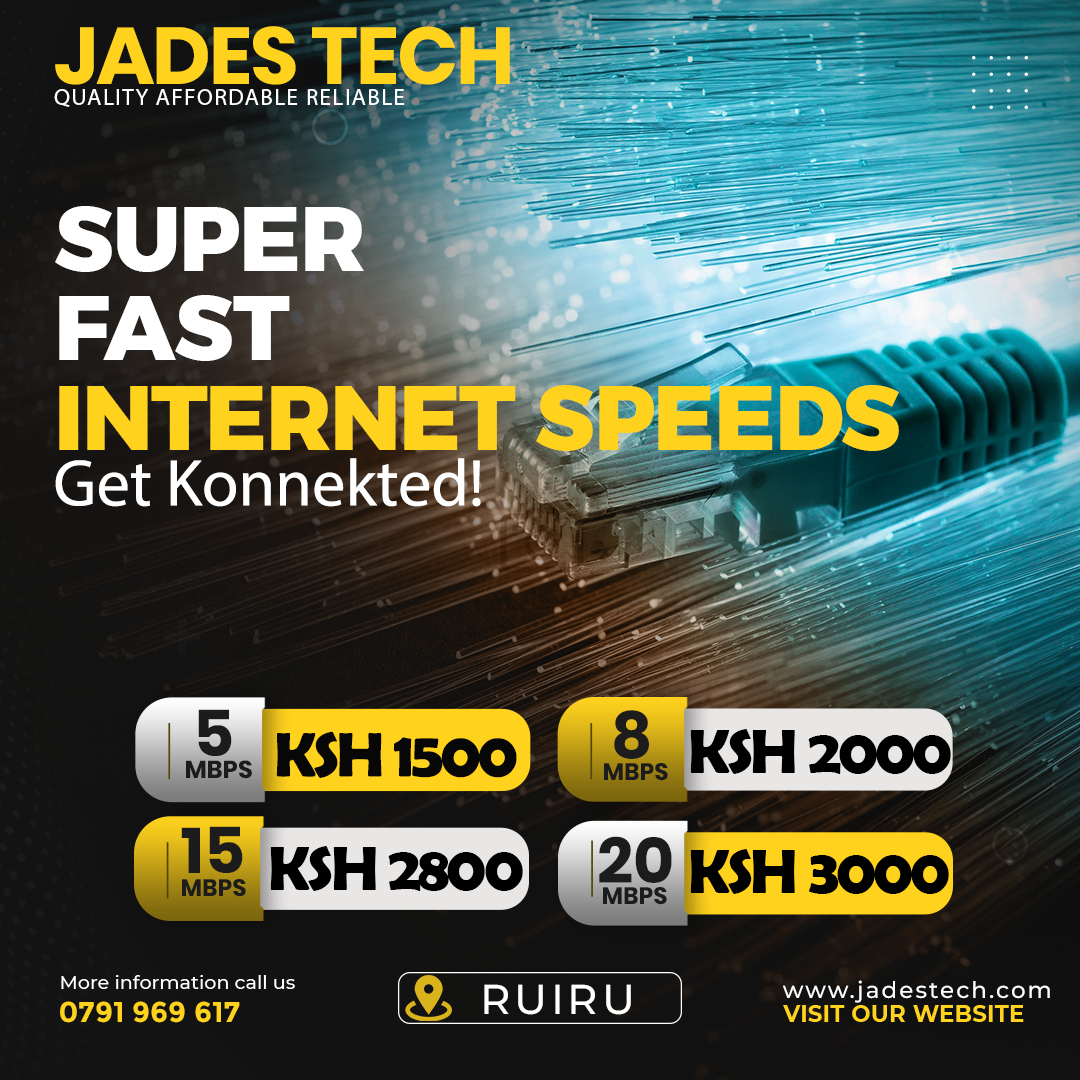 JADES TECH
QUALITY AFFORDABLE RELIABLE
SUPER
FAST
INTERNET SPEEDS
Get Konnekted!
5
MBPS
KSH 1500
8
MBPS
KSH 2000
15
MBPS
KSH 2800
20
MBPS
KSH 3000
More information call us
0791 969 617
RUIRU
www.jadestech.com
VISIT OUR WEBSITE